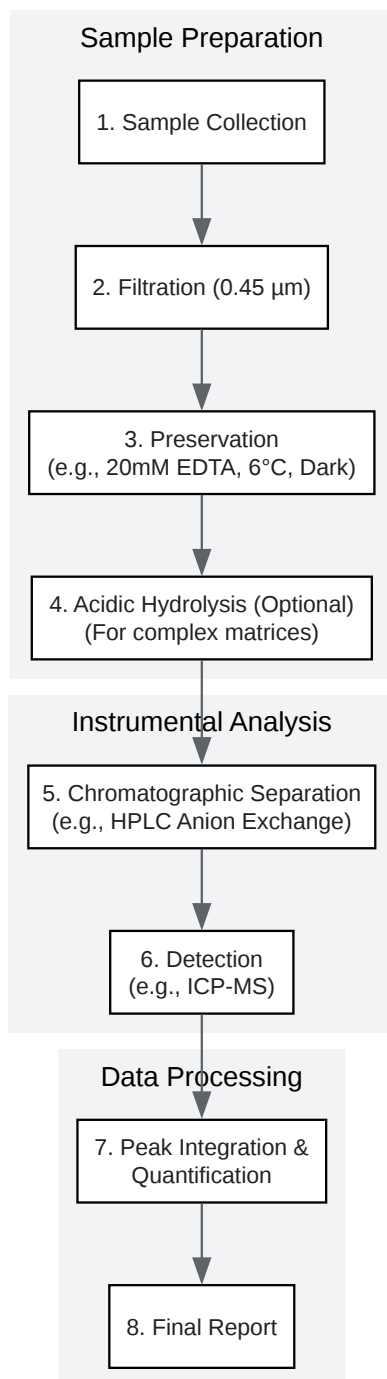 Sample Preparation
1. Sample Collection
2. Filtration (0.45 µm)
3. Preservation
(e.g., 20mM EDTA, 6°C, Dark)
4. Acidic Hydrolysis (Optional)
(For complex matrices)
Instrumental Analysis
5. Chromatographic Separation
(e.g., HPLC Anion Exchange)
6. Detection
(e.g., ICP-MS)
Data Processing
7. Peak Integration &
Quantification
8. Final Report